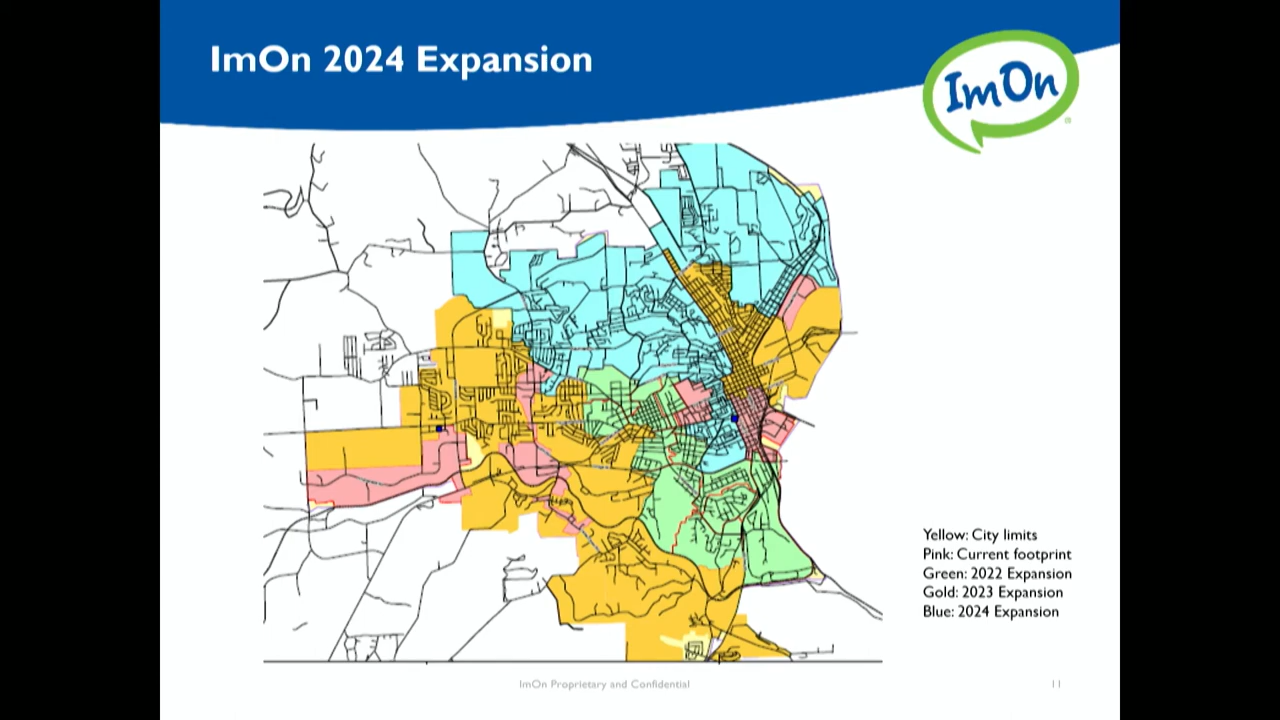 ImOn 2024 Expansion
ImOn
Yellow: City limits
Pink: Current footprint
Green: 2022 Expansion
Gold: 2023 Expansion
Blue: 2024 Expansion
ImOn Proprietary and Confidential
11